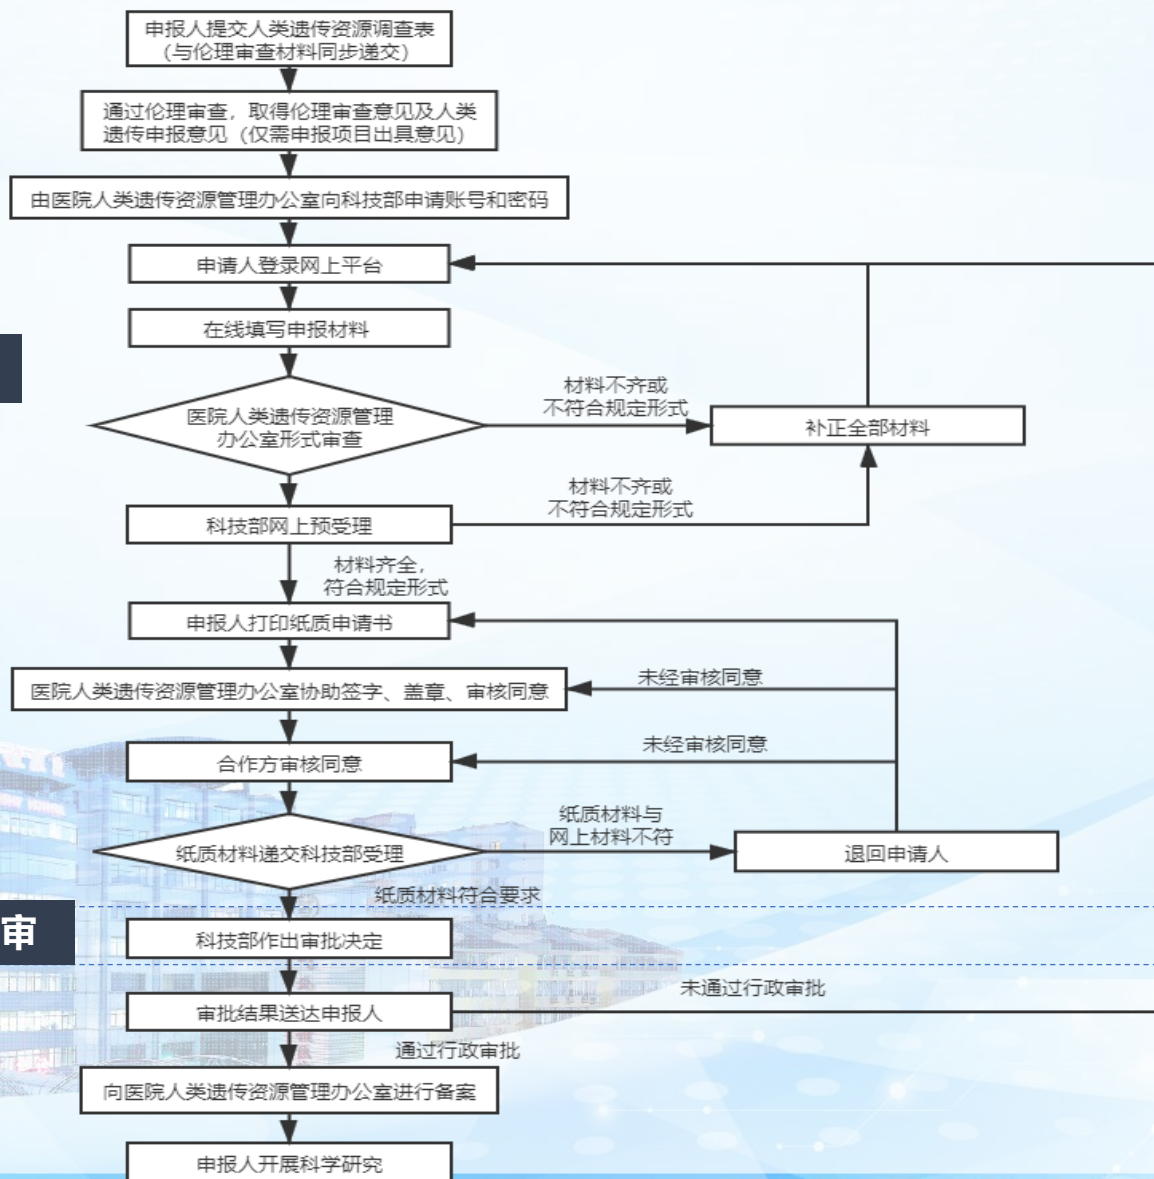 申报人提交人类遗传资源调查表
（与伦理审查材料同步递交）
通过伦理审查，取得伦理审查意见及人类
遗传申报意见（仅需申报项目出具意见）
由医院人类遗传资源管理办公室向科技部申请账号和密码
申请人登录网上平台
在线填写申报材料
医院人类遗传资源管理
办公室形式审查
材料不齐或
不符合规定形式
补正全部材料
科技部网上预受理
材料不齐或
不符合规定形式
材料齐全，
符合规定形式
申报人打印纸质申请书
医院人类遗传资源管理办公室协助签字、盖章、审核同意
未经审核同意
合作方审核同意
未经审核同意
纸质材料递交科技部受理
纸质材料与
网上材料不符
退回申请人
纸质材料符合要求
审
科技部作出审批决定
审批结果送达申报人
未通过行政审批
通过行政审批
向医院人类遗传资源管理办公室进行备案
申报人开展科学研究